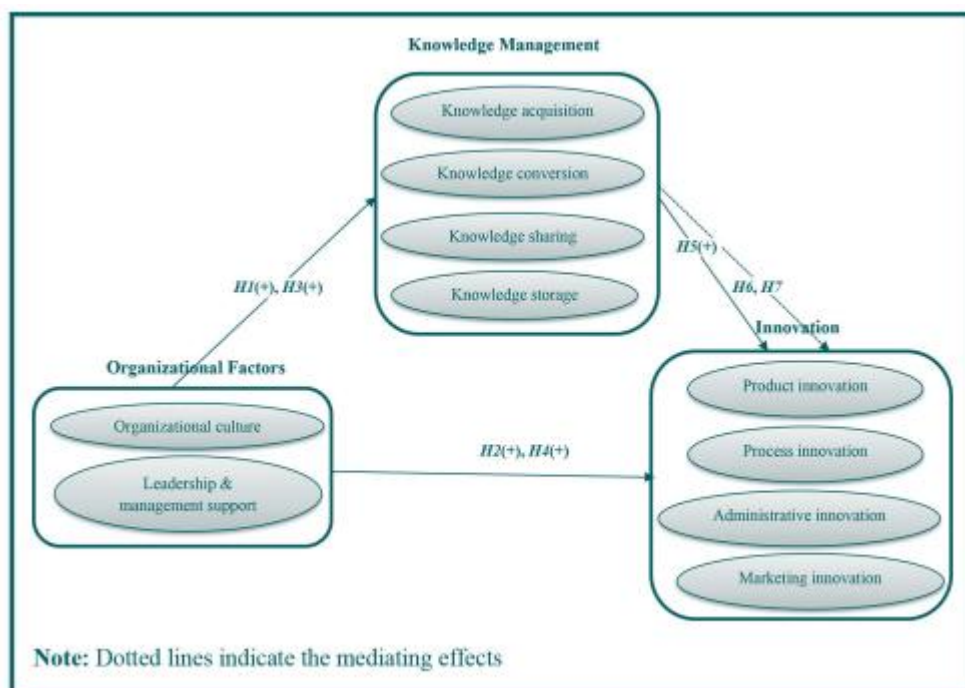 Knowledge Management
Knowledge acquisition
Knowledge conversion
Knowledge sharing
Knowledge storage
H1(+), H3(+)
H5(+)
H6, H7
Organizational Factors
Organizational culture
Leadership &
management support
H2(+), H4(+)
Innovation
Product innovation
Process innovation
Administrative innovation
Marketing innovation
Note: Dotted lines indicate the mediating effects